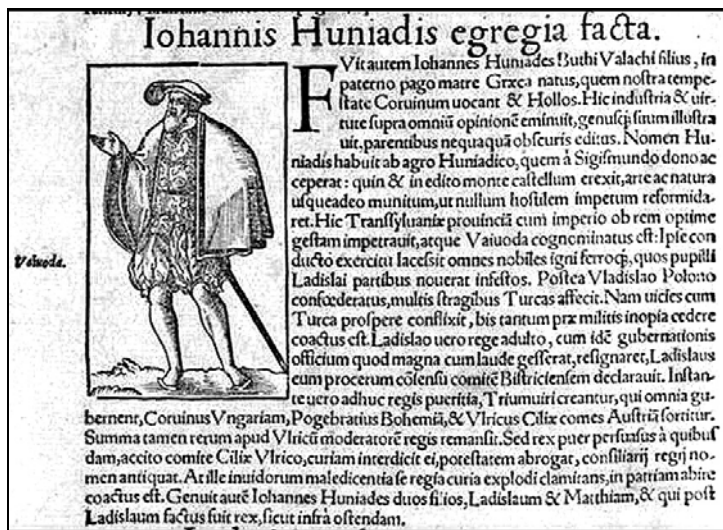 Iohannis Huniadis egregia facta.
FVit autem Iohannes Huniades Buthi Valachi filius, in
paterno pago matre Græca natus, quem nostra tempe-
state Coruinum uocant & Hollos. Hic industria & uir-
tute supra omniũ opinionẽ eminuit, genusq; suum illustra
uit, parentibus nequaquã obscuris editus. Nomen Hu-
niadis habuit ab agro Huniadico, quem à Sigismundo dono ac
ceperat: quin & in edito monte castellum erexit, arte ac natura
usqueadeo munitum, ut nullum hostilem impetum reformida-
ret. Hic Transsyluaniæ prouinciã cum imperio ob rem optime
gestam impetrauit, atque Vaiuoda cognominatus est: Ipse con
Vaiuoda.
ducto exercitu lacessit omnes nobiles igni ferroq;, quos pupilli
Ladislai partibus nouerat infestos. Postea Vladislao Polono
confœderatus, multis stragibus Turcas affecit. Nam uicies cum
Turca prospere conflixit, bis tantum præ militis inopia cedere
coactus est. Ladislao uero rege adulto, cum idẽ gubernationis
officium quod magna cum laude gesserat, resignaret, Ladislaus
eum procerum cõsensu comitẽ Bistriciensem declarauit. Instan-
te uero adhuc regis pueritia, Triumuiri creantur, qui omnia gu-
bernent, Coruinus Vngariam, Pogebratius Bohemiã, & Vlricus Ciliæ comes Austriã sortitur.
Summa tamen rerum apud Vlricũ moderatorẽ regis remansit. Sed rex puer persuasus à quibus
dam, accito comite Ciliæ Vlrico, curiam interdicit ei, potestatem abrogat, consiliarij regij no-
men antiquat. At ille inuidorum maledicentia se regia curia explodi clamitans, in patriam abire
coactus est. Genuit autẽ Iohannes Huniades duos filios, Ladislaum & Matthiam, & qui post
Ladislaum factus fuit rex, sicut infrà ostendam.